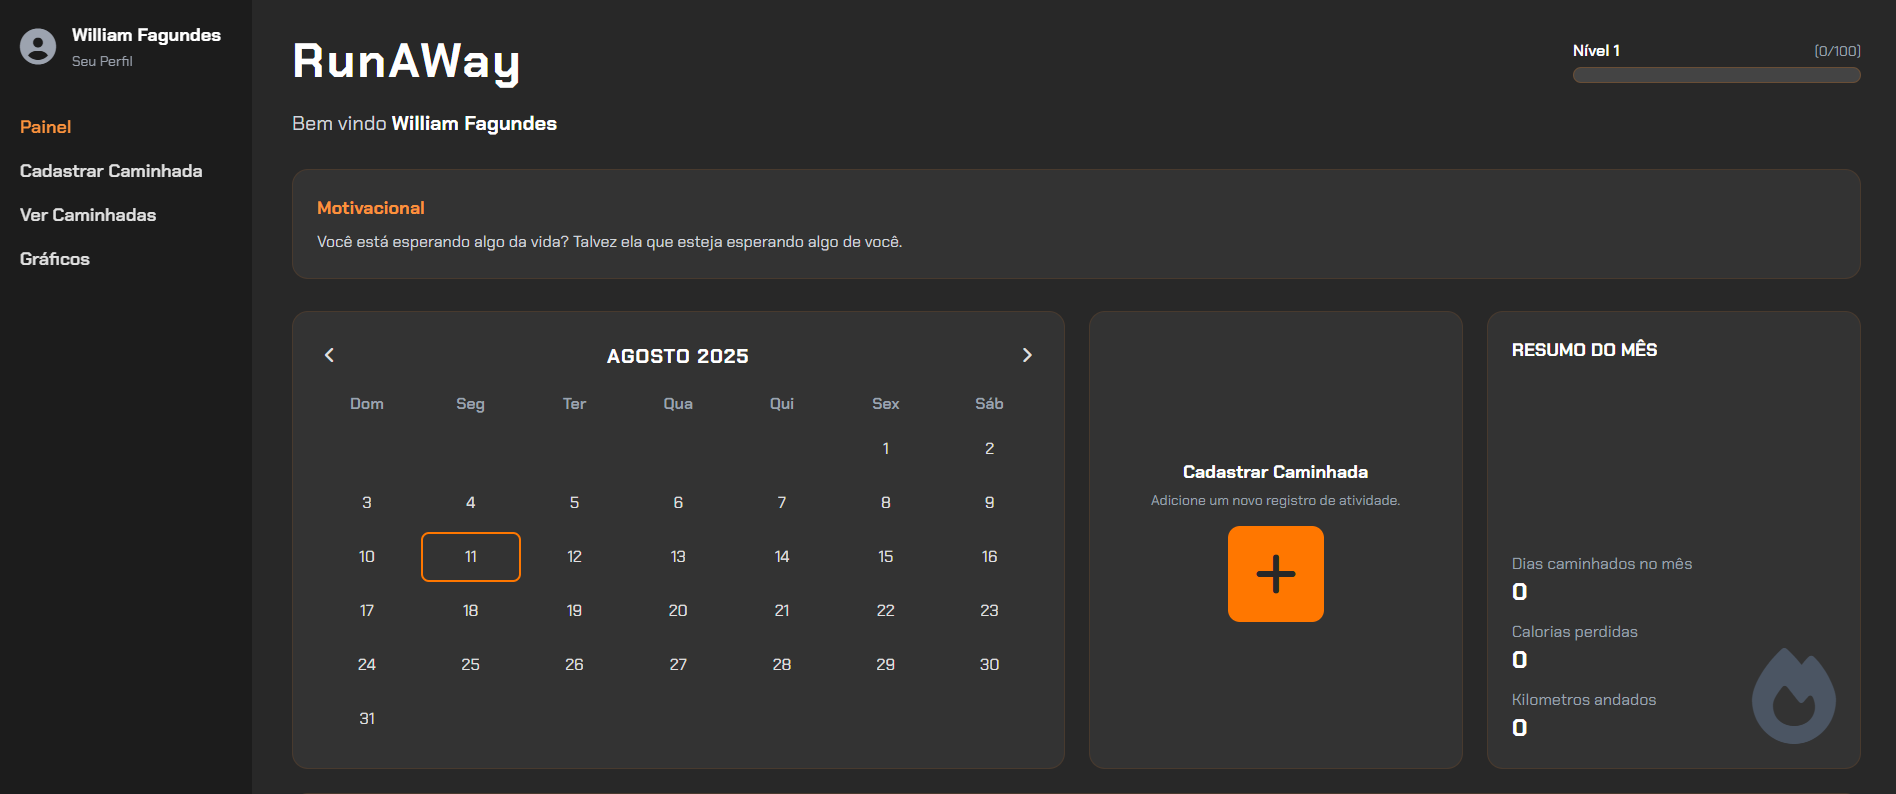 William Fagundes
Seu Perfil
Painel
Cadastrar Caminhada
Ver Caminhadas
Gráficos
RunAWay
Nível 1 (0/100)
Bem vindo William Fagundes
Motivacional
Você está esperando algo da vida? Talvez ela que esteja esperando algo de você.
AGOSTO 2025
Dom Seg Ter Qua Qui Sex Sáb
1 2
3 4 5 6 7 8 9
10 11 12 13 14 15 16
17 18 19 20 21 22 23
24 25 26 27 28 29 30
31
Cadastrar Caminhada
Adicione um novo registro de atividade.
RESUMO DO MÊS
Dias caminhados no mês
0
Calorias perdidas
0
Kilometros andados
0